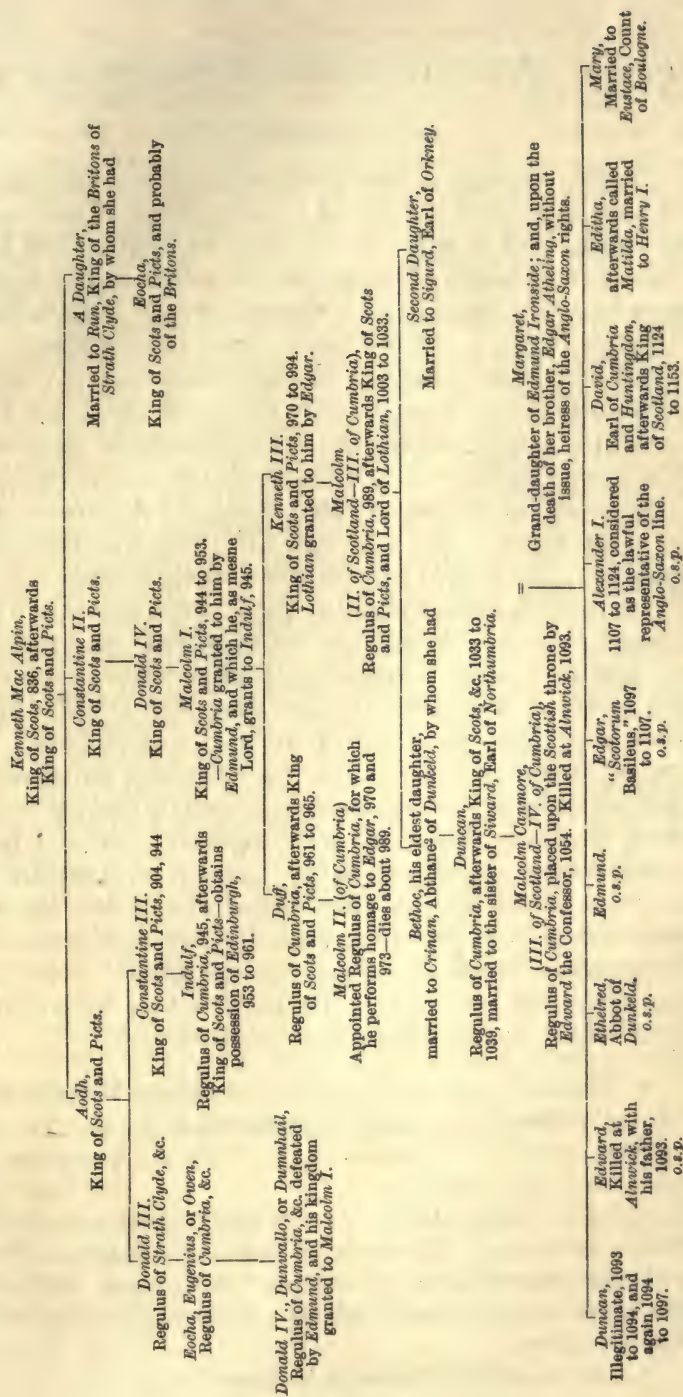 Kenneth Mac Alpin,
King of Scots, 836, afterwards
King of Scots and Picts.
Aodh,
King of Scots and Picts.
Constantine II.
King of Scots and Picts.
A Daughter,
Married to Run, King of the Britons of
Strath Clyde, by whom she had
Donald III.
Regulus of Strath Clyde, &c.
Constantine III.
King of Scots and Picts, 904, 944
Donald IV.
King of Scots and Picts.
Eocha,
King of Scots and Picts, and probably
of the Britons.
Eocha, Eugenius, or Owen,
Regulus of Cumbria, &c.
Indulf,
Regulus of Cumbria, 945, afterwards
King of Scots and Picts—obtains
possession of Edinburgh,
953 to 961.
Malcolm I.
King of Scots and Picts, 944 to 953.
—Cumbria granted to him by
Edmund, and which he, as mesne
Lord, grants to Indulf, 945.
Donald IV., Dunwallo, or Dumnhail,
Regulus of Cumbria, &c. defeated
by Edmund, and his kingdom
granted to Malcolm I.
Duff,
Regulus of Cumbria, afterwards King
of Scots and Picts, 961 to 965.
Kenneth III.
King of Scots and Picts, 970 to 994.
Lothian granted to him by Edgar.
Malcolm II. (of Cumbria)
Appointed Regulus of Cumbria, for which
he performs homage to Edgar, 970 and
973—dies about 989.
Malcolm
(II. of Scotland—III. of Cumbria),
Regulus of Cumbria, 989, afterwards King of Scots
and Picts, and Lord of Lothian, 1003 to 1033.
Bethoc, his eldest daughter,
married to Crinan, Abthane² of Dunkeld, by whom she had
Second Daughter,
Married to Sigurd, Earl of Orkney.
Duncan,
Regulus of Cumbria, afterwards King of Scots, &c. 1033 to
1039, married to the sister of Siward, Earl of Northumbria.
Malcolm Canmore,
(III. of Scotland—IV. of Cumbria),
Regulus of Cumbria, placed upon the Scottish throne by
Edward the Confessor, 1054. Killed at Alnwick, 1093.
=
Margaret,
Grand-daughter of Edmund Ironside; and, upon the
death of her brother, Edgar Atheling, without
issue, heiress of the Anglo-Saxon rights.
Duncan,
Illegitimate, 1093
to 1094, and
again 1094
to 1097.
Edward,
Killed at
Alnwick, with
his father,
1093.
o.s.p.
Ethelred,
Abbot of
Dunkeld.
o.s.p.
Edmund.
o.s.p.
Edgar,
"Scotorum
Basileus," 1097
to 1107.
o.s.p.
Alexander I.
1107 to 1124, considered
as the lawful
representative of the
Anglo-Saxon line.
o.s.p.
David,
Earl of Cumbria
and Huntingdon,
afterwards King
of Scotland, 1124
to 1153.
Editha,
afterwards called
Matilda, married
to Henry I.
Mary,
Married to
Eustace, Count
of Boulogne.